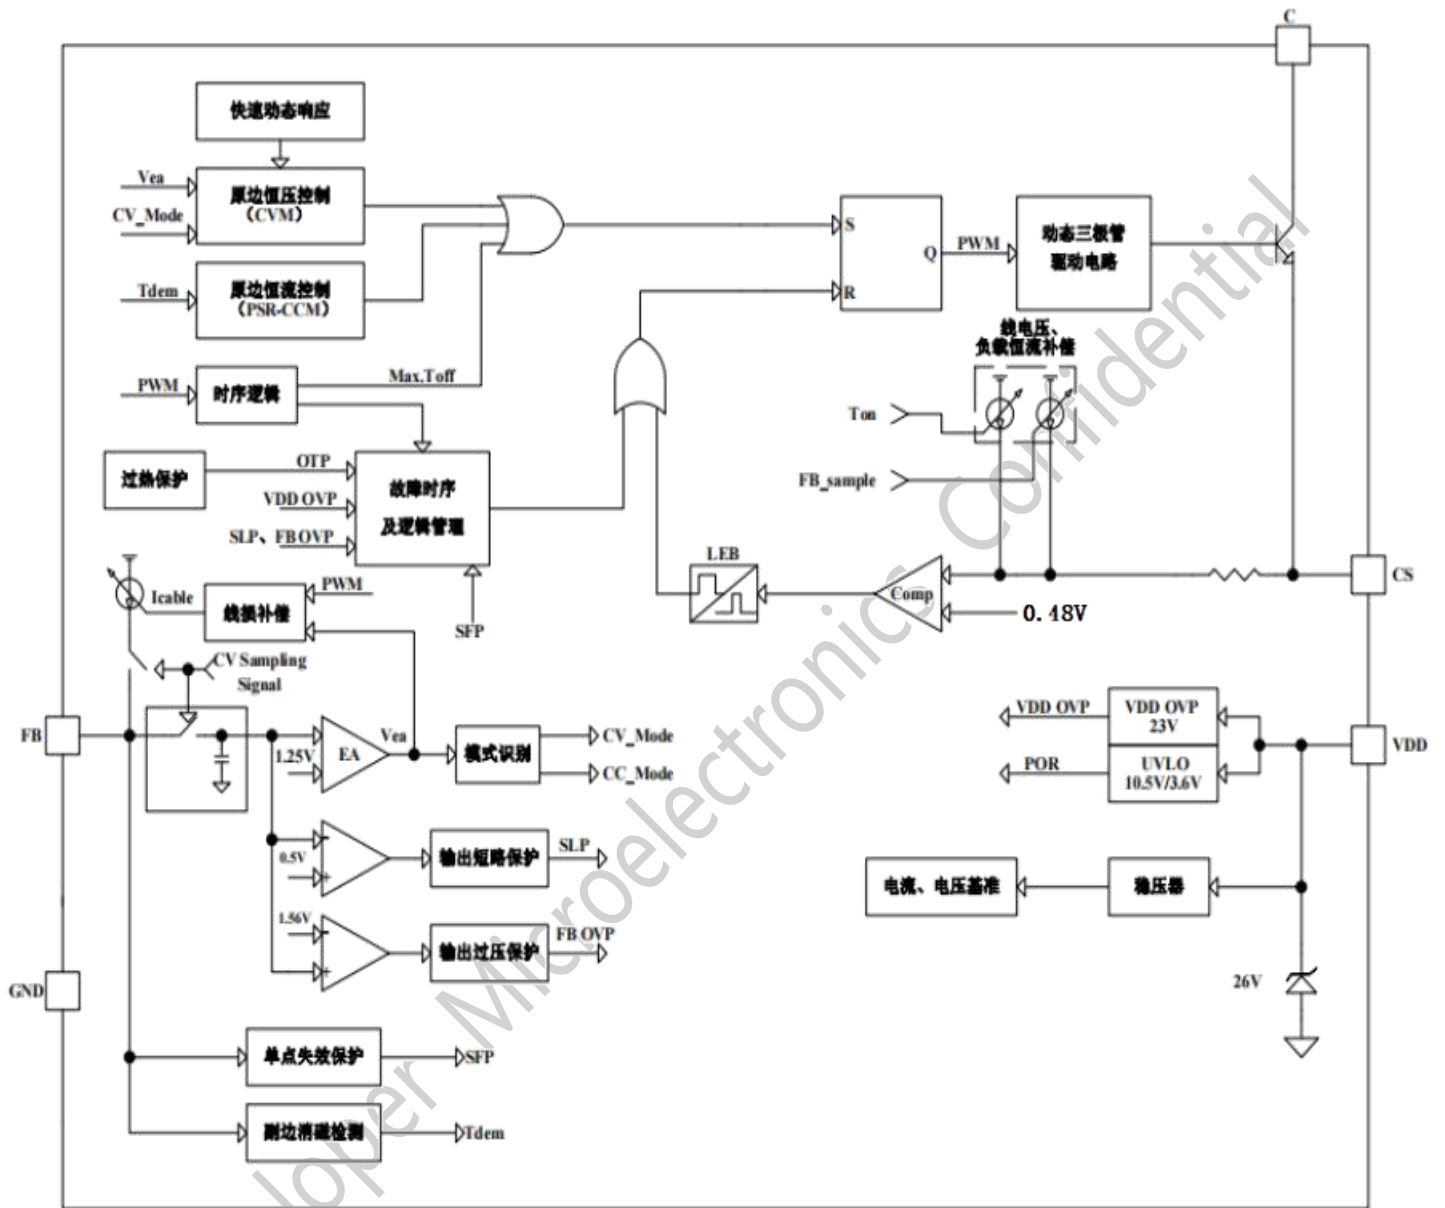 C
快速动态响应
Vea
CV_Mode
原边恒压控制
(CVM)
Tdem
原边恒流控制
(PSR-CCM)
PWM
时序逻辑
Max.Toff
S
R
Q
PWM
动态三极管
驱动电路
线电压、
负载恒流补偿
Ton
FB_sample
过热保护
OTP
VDD OVP
SLP、FB OVP
故障时序
及逻辑管理
SFP
LEB
Comp
0.48V
CS
Icable
线损补偿
PWM
CV Sampling
Signal
FB
1.25V
EA
Vea
模式识别
CV_Mode
CC_Mode
0.5V
-
+
输出短路保护
SLP
1.56V
-
+
输出过压保护
FB OVP
VDD OVP
VDD OVP
23V
POR
UVLO
10.5V/3.6V
VDD
电流、电压基准
稳压器
26V
GND
单点失效保护
SFP
副边消磁检测
Tdem
loper Microelectronics Confidential